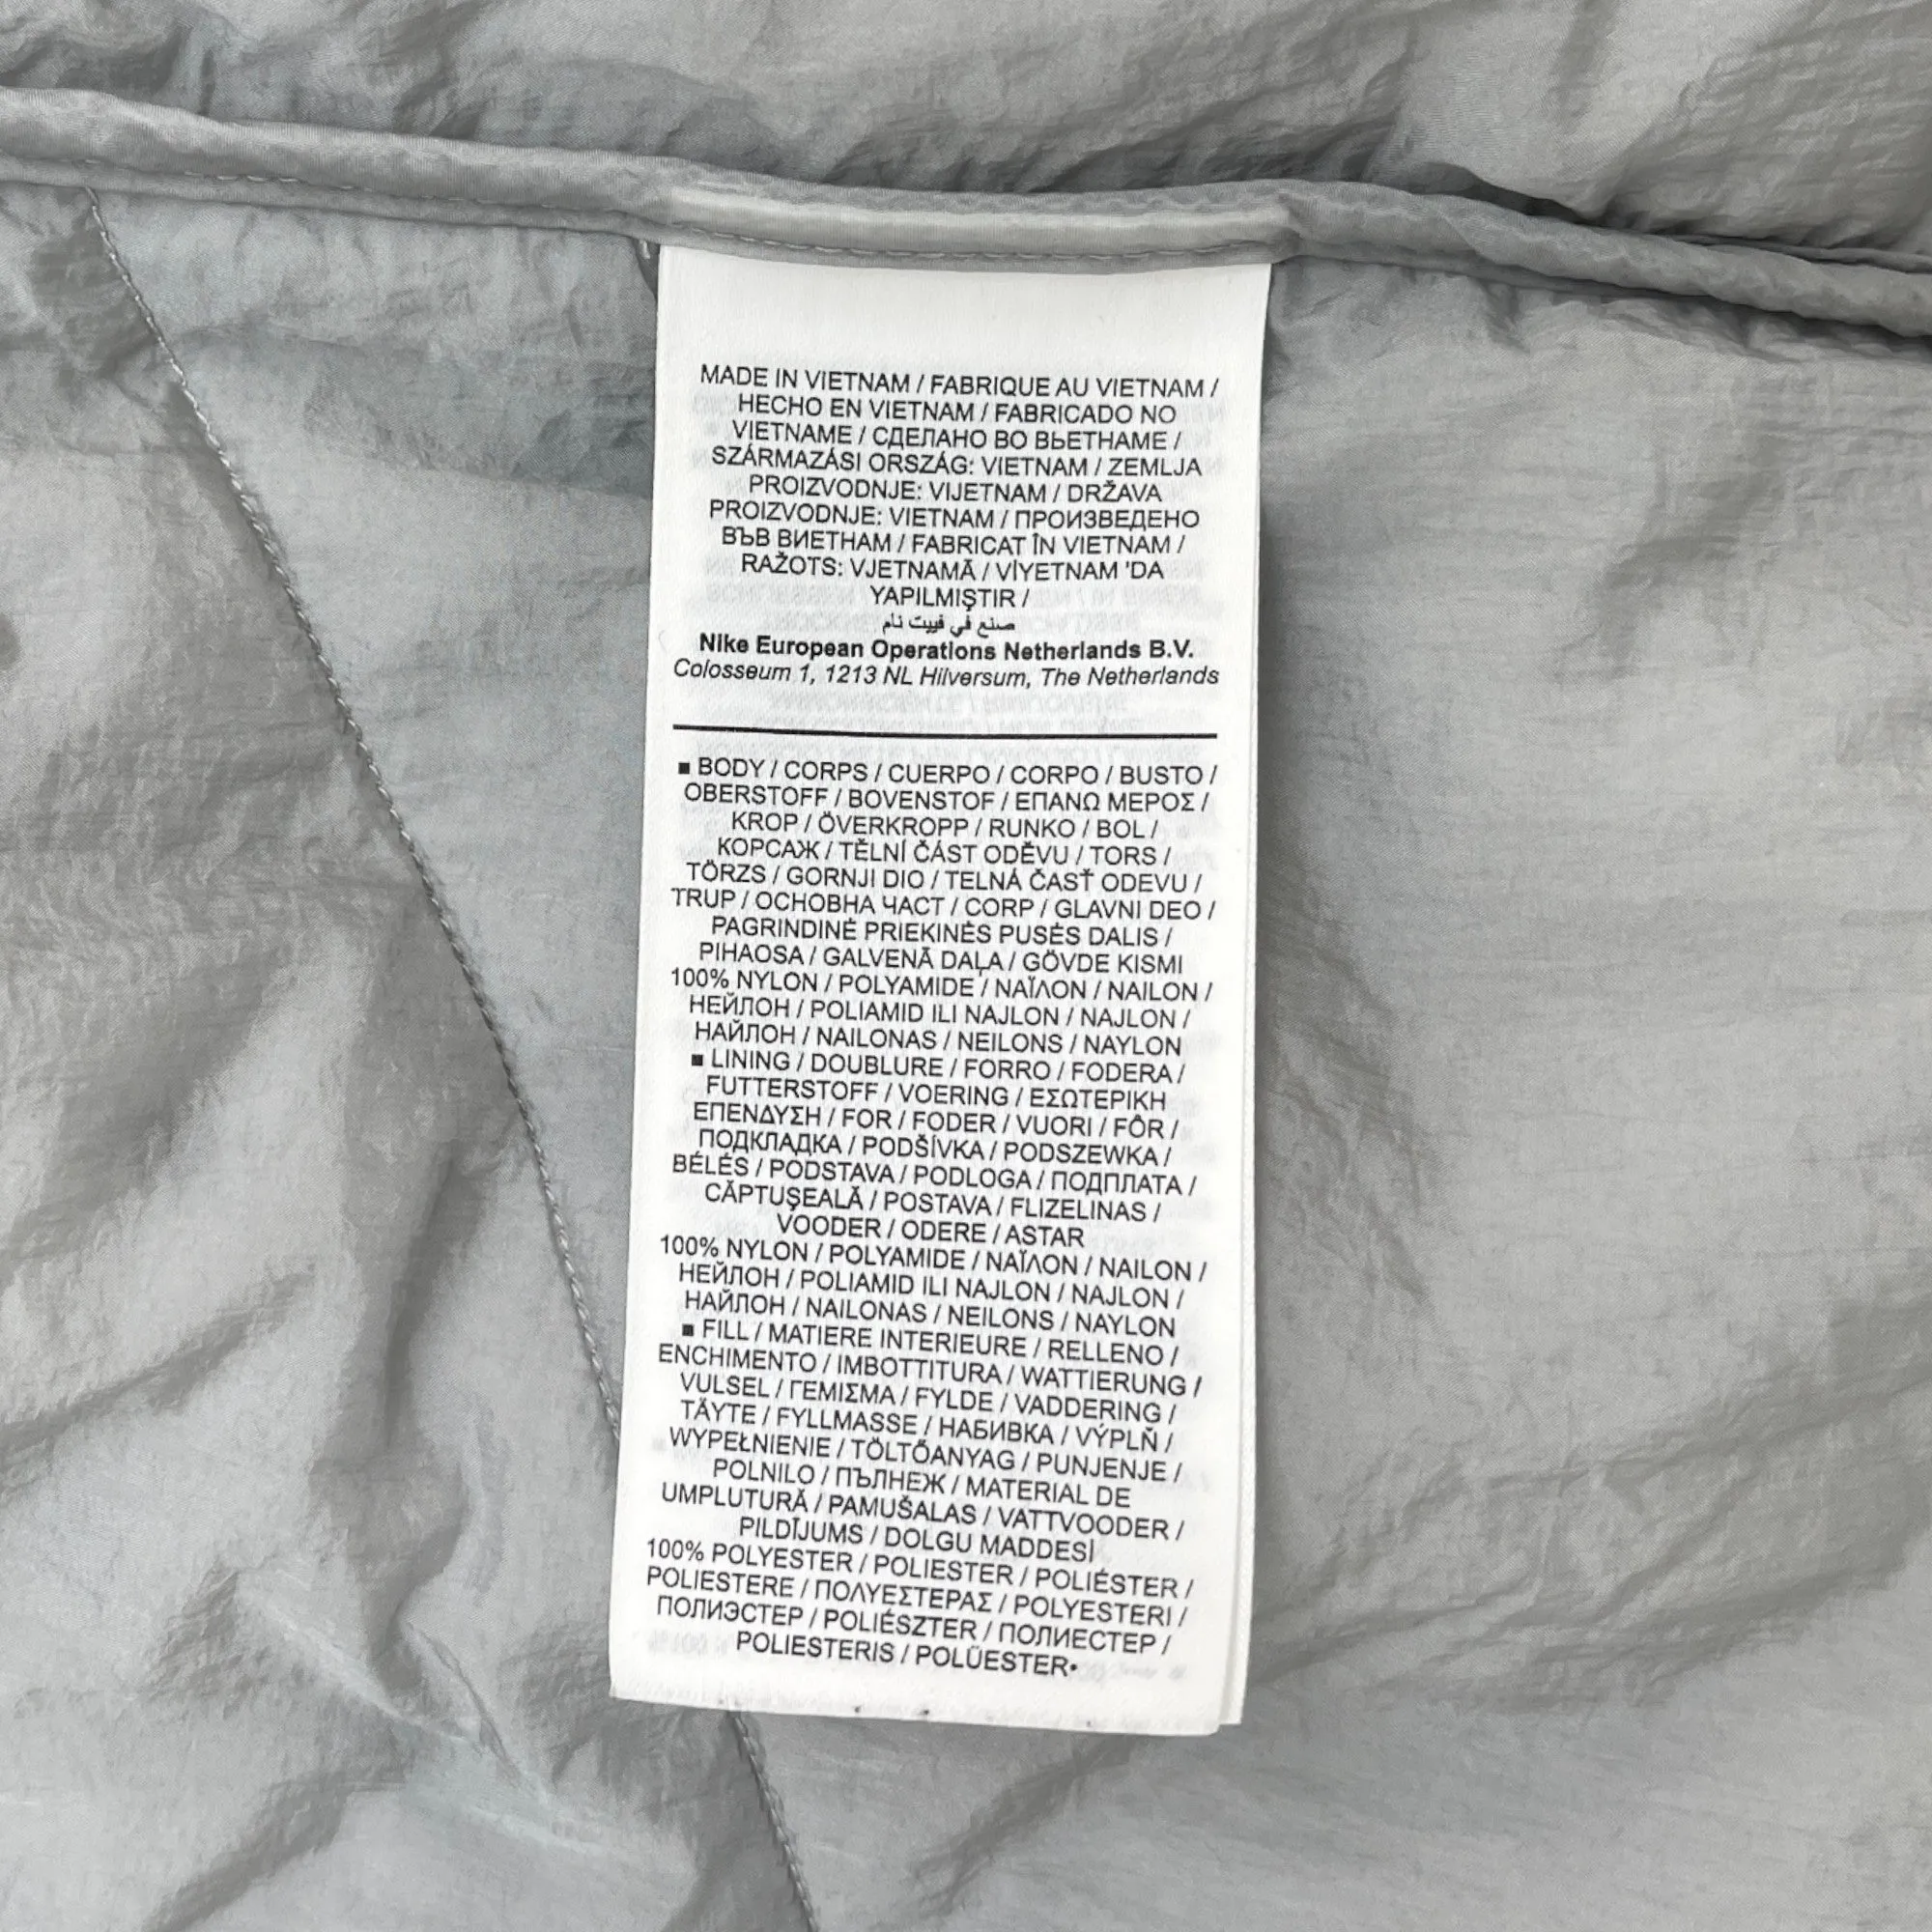 MADE IN VIETNAM / FABRIQUE AU VIETNAM /
HECHO EN VIETNAM / FABRICADO NO
VIETNAME / СДЕЛАНО ВО ВЬЕТНАМЕ /
SZÁRMAZÁSI ORSZÁG: VIETNAM / ZEMLJA
PROIZVODNJE: VIJETNAM / DRŽAVA
PROIZVODNJE: VIETNAM / ПРОИЗВЕДЕНО
ВЪВ ВИЕТНАМ / FABRICAT ÎN VIETNAM /
RAŽOTS: VJETNAMĀ / VİYETNAM 'DA
YAPILMIŞTIR /
صنع في فييت نام
Nike European Operations Netherlands B.V.
Colosseum 1, 1213 NL Hilversum, The Netherlands
■ BODY / CORPS / CUERPO / CORPO / BUSTO /
OBERSTOFF / BOVENSTOF / ΕΠΑΝΩ ΜΕΡΟΣ /
KROP / ÖVERKROPP / RUNKO / BOL /
КОРСАЖ / TĚLNÍ ČÁST ODĚVU / TORS /
TÖRZS / GORNJI DIO / TELNÁ ČASŤ ODEVU /
TRUP / ОСНОВНА ЧАСТ / CORP / GLAVNI DEO /
PAGRINDINĖ PRIEKINĖS PUSĖS DALIS /
PIHAOSA / GALVENĀ DAĻA / GÖVDE KISMI
100% NYLON / POLYAMIDE / ΝΑΪΛΟΝ / NAILON /
НЕЙЛОН / POLIAMID ILI NAJLON / NAJLON /
НАЙЛОН / NAILONAS / NEILONS / NAYLON
■ LINING / DOUBLURE / FORRO / FODERA /
FUTTERSTOFF / VOERING / ΕΣΩΤΕΡΙΚΗ
ΕΠΕΝΔΥΣΗ / FOR / FODER / VUORI / FÔR /
ПОДКЛАДКА / PODŠÍVKA / PODSZEWKA /
BÉLÉS / PODSTAVA / PODLOGA / ПОДПЛАТА /
CĂPTUŞEALĂ / POSTAVA / FLIZELINAS /
VOODER / ODERE / ASTAR
100% NYLON / POLYAMIDE / ΝΑΪΛΟΝ / NAILON /
НЕЙЛОН / POLIAMID ILI NAJLON / NAJLON /
НАЙЛОН / NAILONAS / NEILONS / NAYLON
■ FILL / MATIERE INTERIEURE / RELLENO /
ENCHIMENTO / IMBOTTITURA / WATTIERUNG /
VULSEL / ΓΕΜΙΣΜΑ / FYLDE / VADDERING /
TÄYTE / FYLLMASSE / НАБИВКА / VÝPLŇ /
WYPEŁNIENIE / TÖLTŐANYAG / PUNJENJE /
POLNILO / ПЪЛНЕЖ / MATERIAL DE
UMPLUTURĂ / PAMUŠALAS / VATTVOODER /
PILDĪJUMS / DOLGU MADDESİ
100% POLYESTER / POLIESTER / POLIÉSTER /
POLIESTERE / ΠΟΛΥΕΣΤΕΡΑΣ / POLYESTERI /
ПОЛИЭСТЕР / POLIÉSZTER / ПОЛИЕСТЕР /
POLIESTERIS / POLÜESTER•